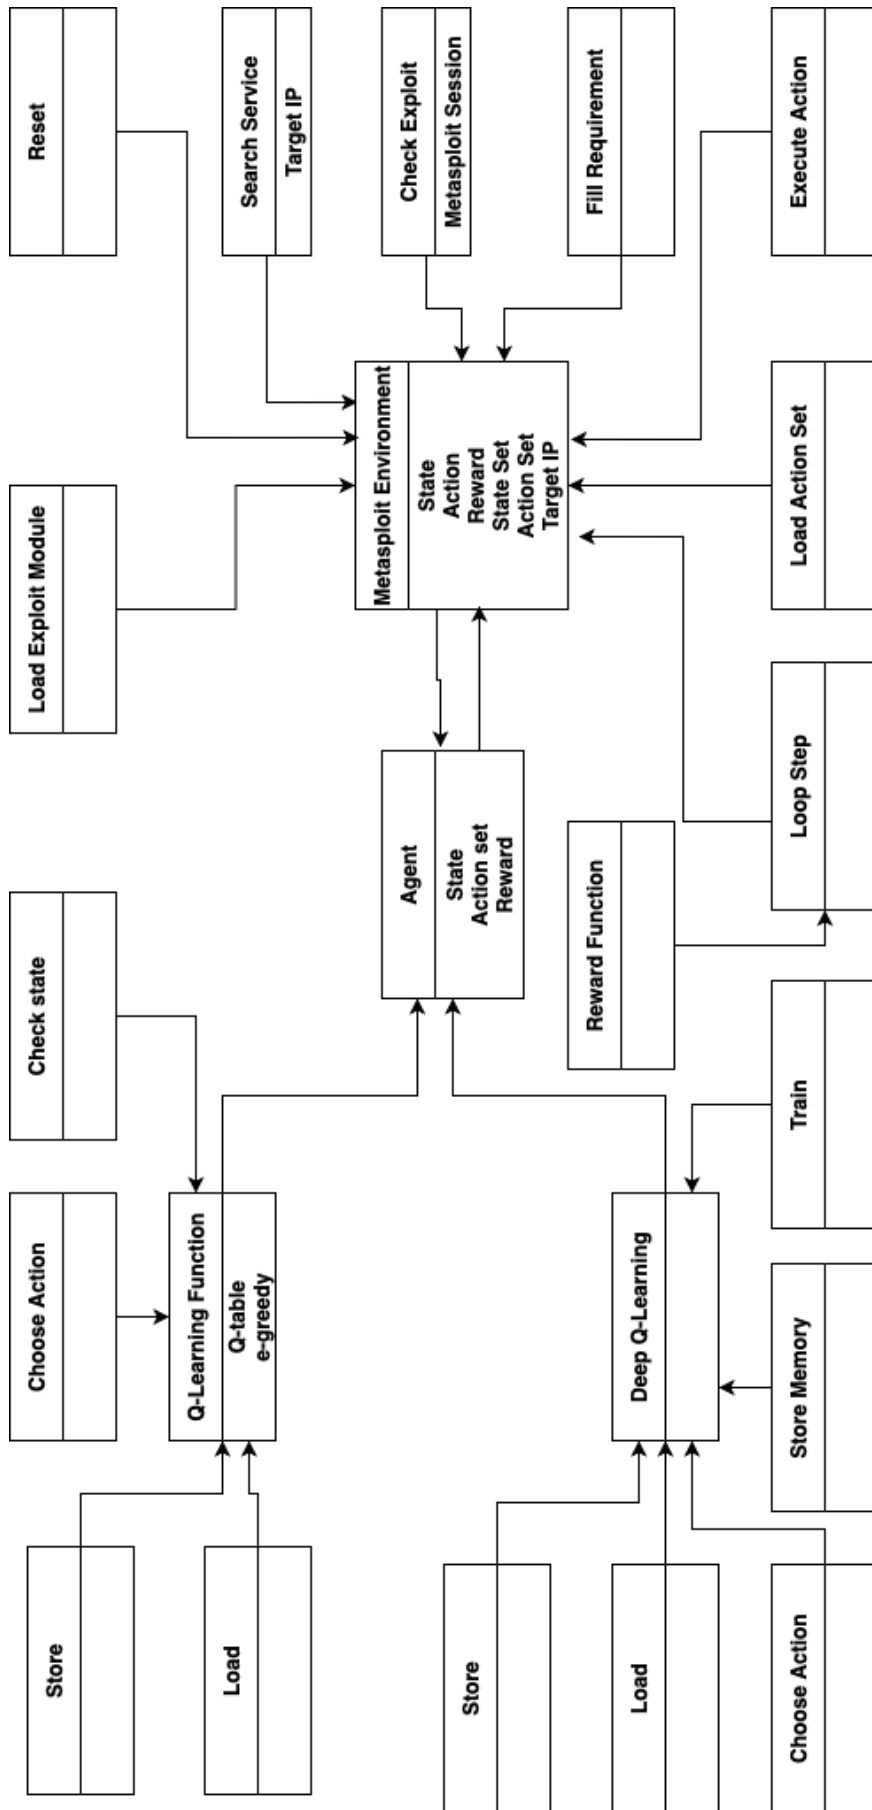 Store
Choose Action
Check state
Load Exploit Module
Reset
Load
Q-Learning Function
Q-table
e-greedy
Search Service
Target IP
Agent
State
Action set
Reward
Metasploit Environment
State
Action
Reward
State Set
Action Set
Target IP
Check Exploit
Metasploit Session
Store
Reward Function
Fill Requirement
Load
Deep Q-Learning
Choose Action
Store Memory
Train
Loop Step
Load Action Set
Execute Action